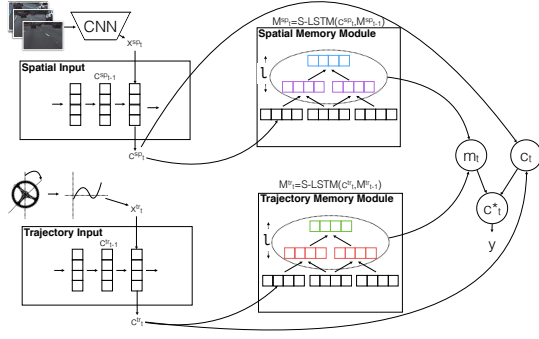 CNN
x^sp_t
Spatial Input
C^sp_t-1
C^sp_t
M^sp_t=S-LSTM(c^sp_t,M^sp_t-1)
Spatial Memory Module
l
m_t
c_t
c*_t
y
x^tr_t
Trajectory Input
C^tr_t-1
C^tr_t
M^tr_t=S-LSTM(c^tr_t,M^tr_t-1)
Trajectory Memory Module
l